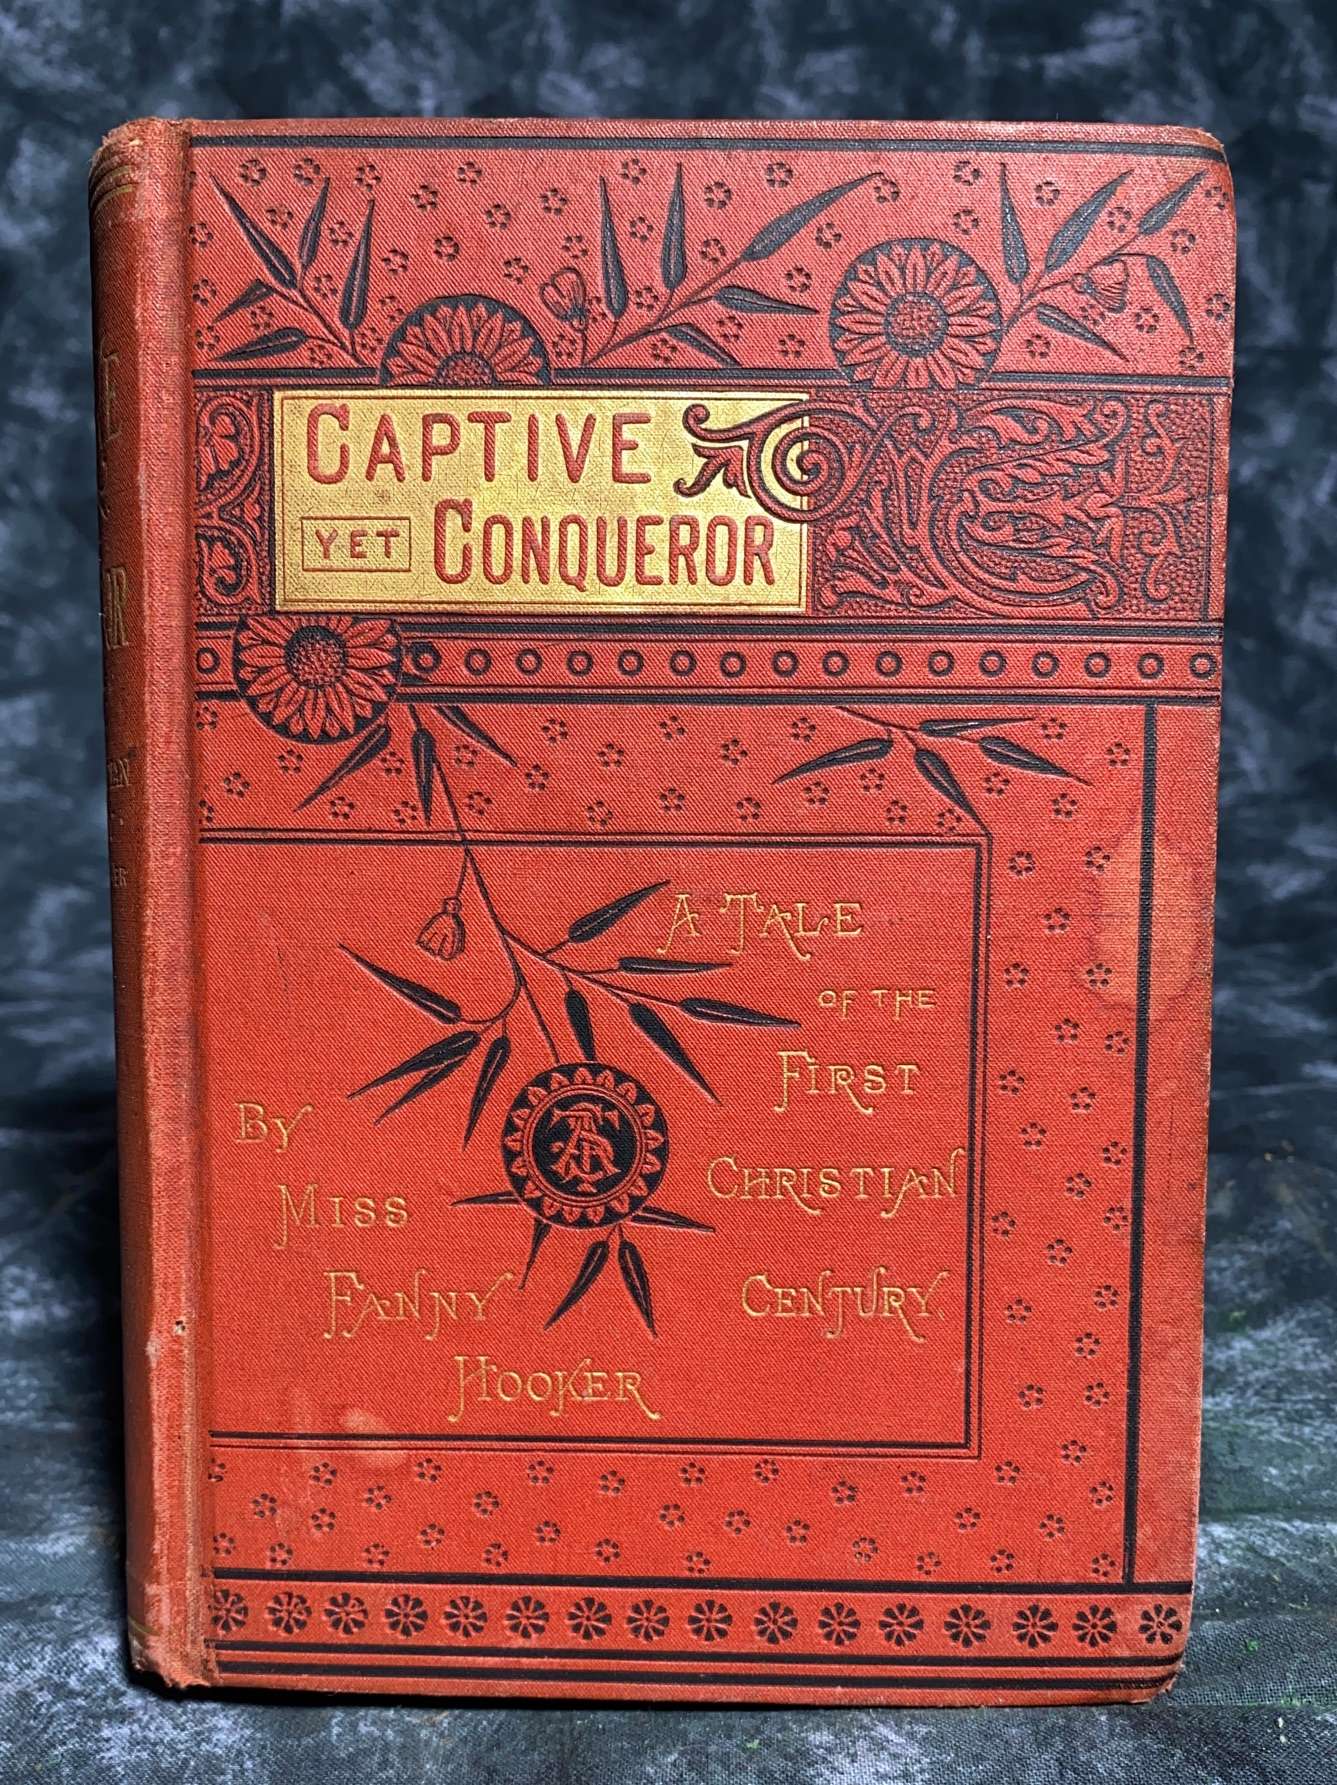 CAPTIVE
YET CONQUEROR
A TALE
OF THE
FIRST
CHRISTIAN
CENTURY.
BY
MISS
FANNY
HOOKER